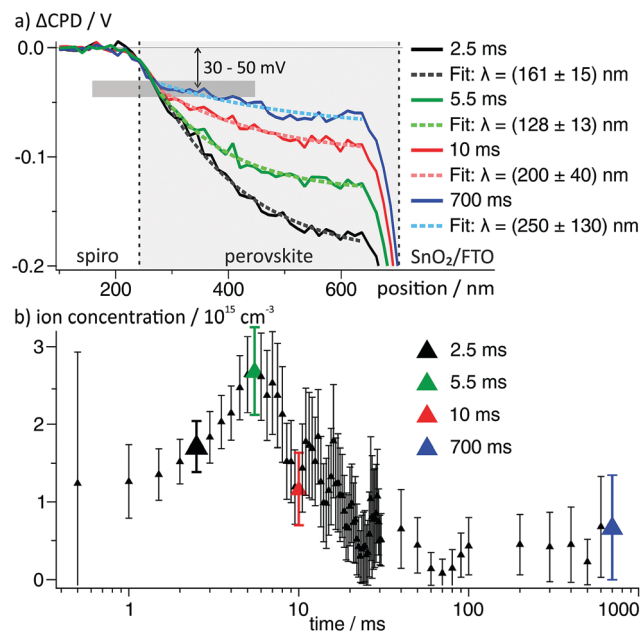 a) ΔCPD / V
0.0
-0.1
-0.2
30 - 50 mV
spiro
perovskite
SnO₂/FTO
200
400
600
position / nm
2.5 ms
Fit: λ = (161 ± 15) nm
5.5 ms
Fit: λ = (128 ± 13) nm
10 ms
Fit: λ = (200 ± 40) nm
700 ms
Fit: λ = (250 ± 130) nm
b) ion concentration / 10¹⁵ cm⁻³
3
2
1
0
2.5 ms
5.5 ms
10 ms
700 ms
1
10
100
1000
time / ms